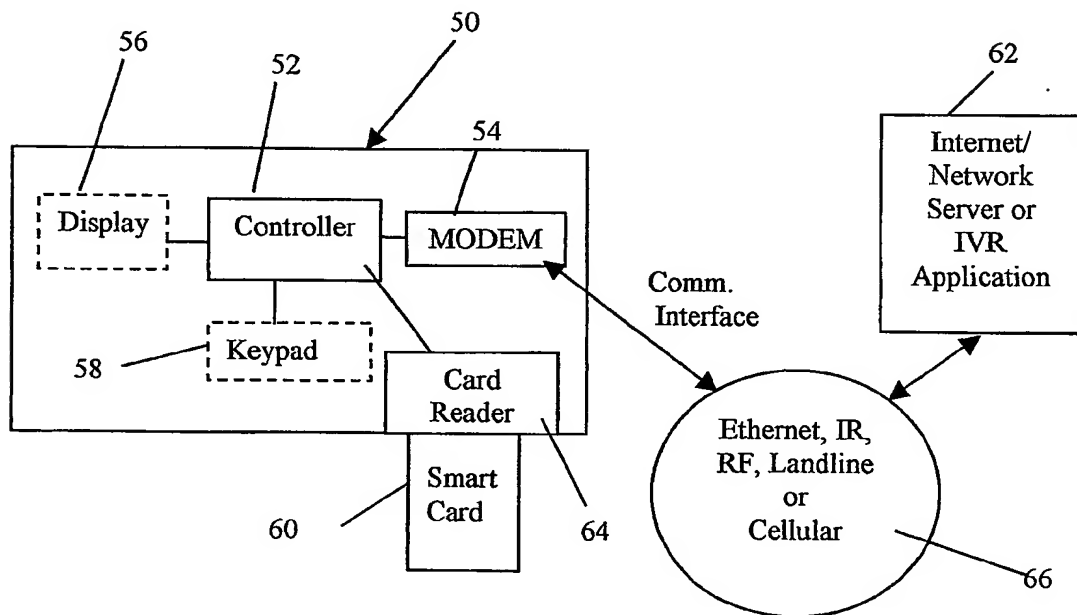 50
56
52
62
54
Display
Controller
MODEM
Internet/
Network
Server or
IVR
Application
Comm.
Interface
58
Keypad
Card
Reader
Smart
Card
60
64
Ethernet, IR,
RF, Landline
or
Cellular
66